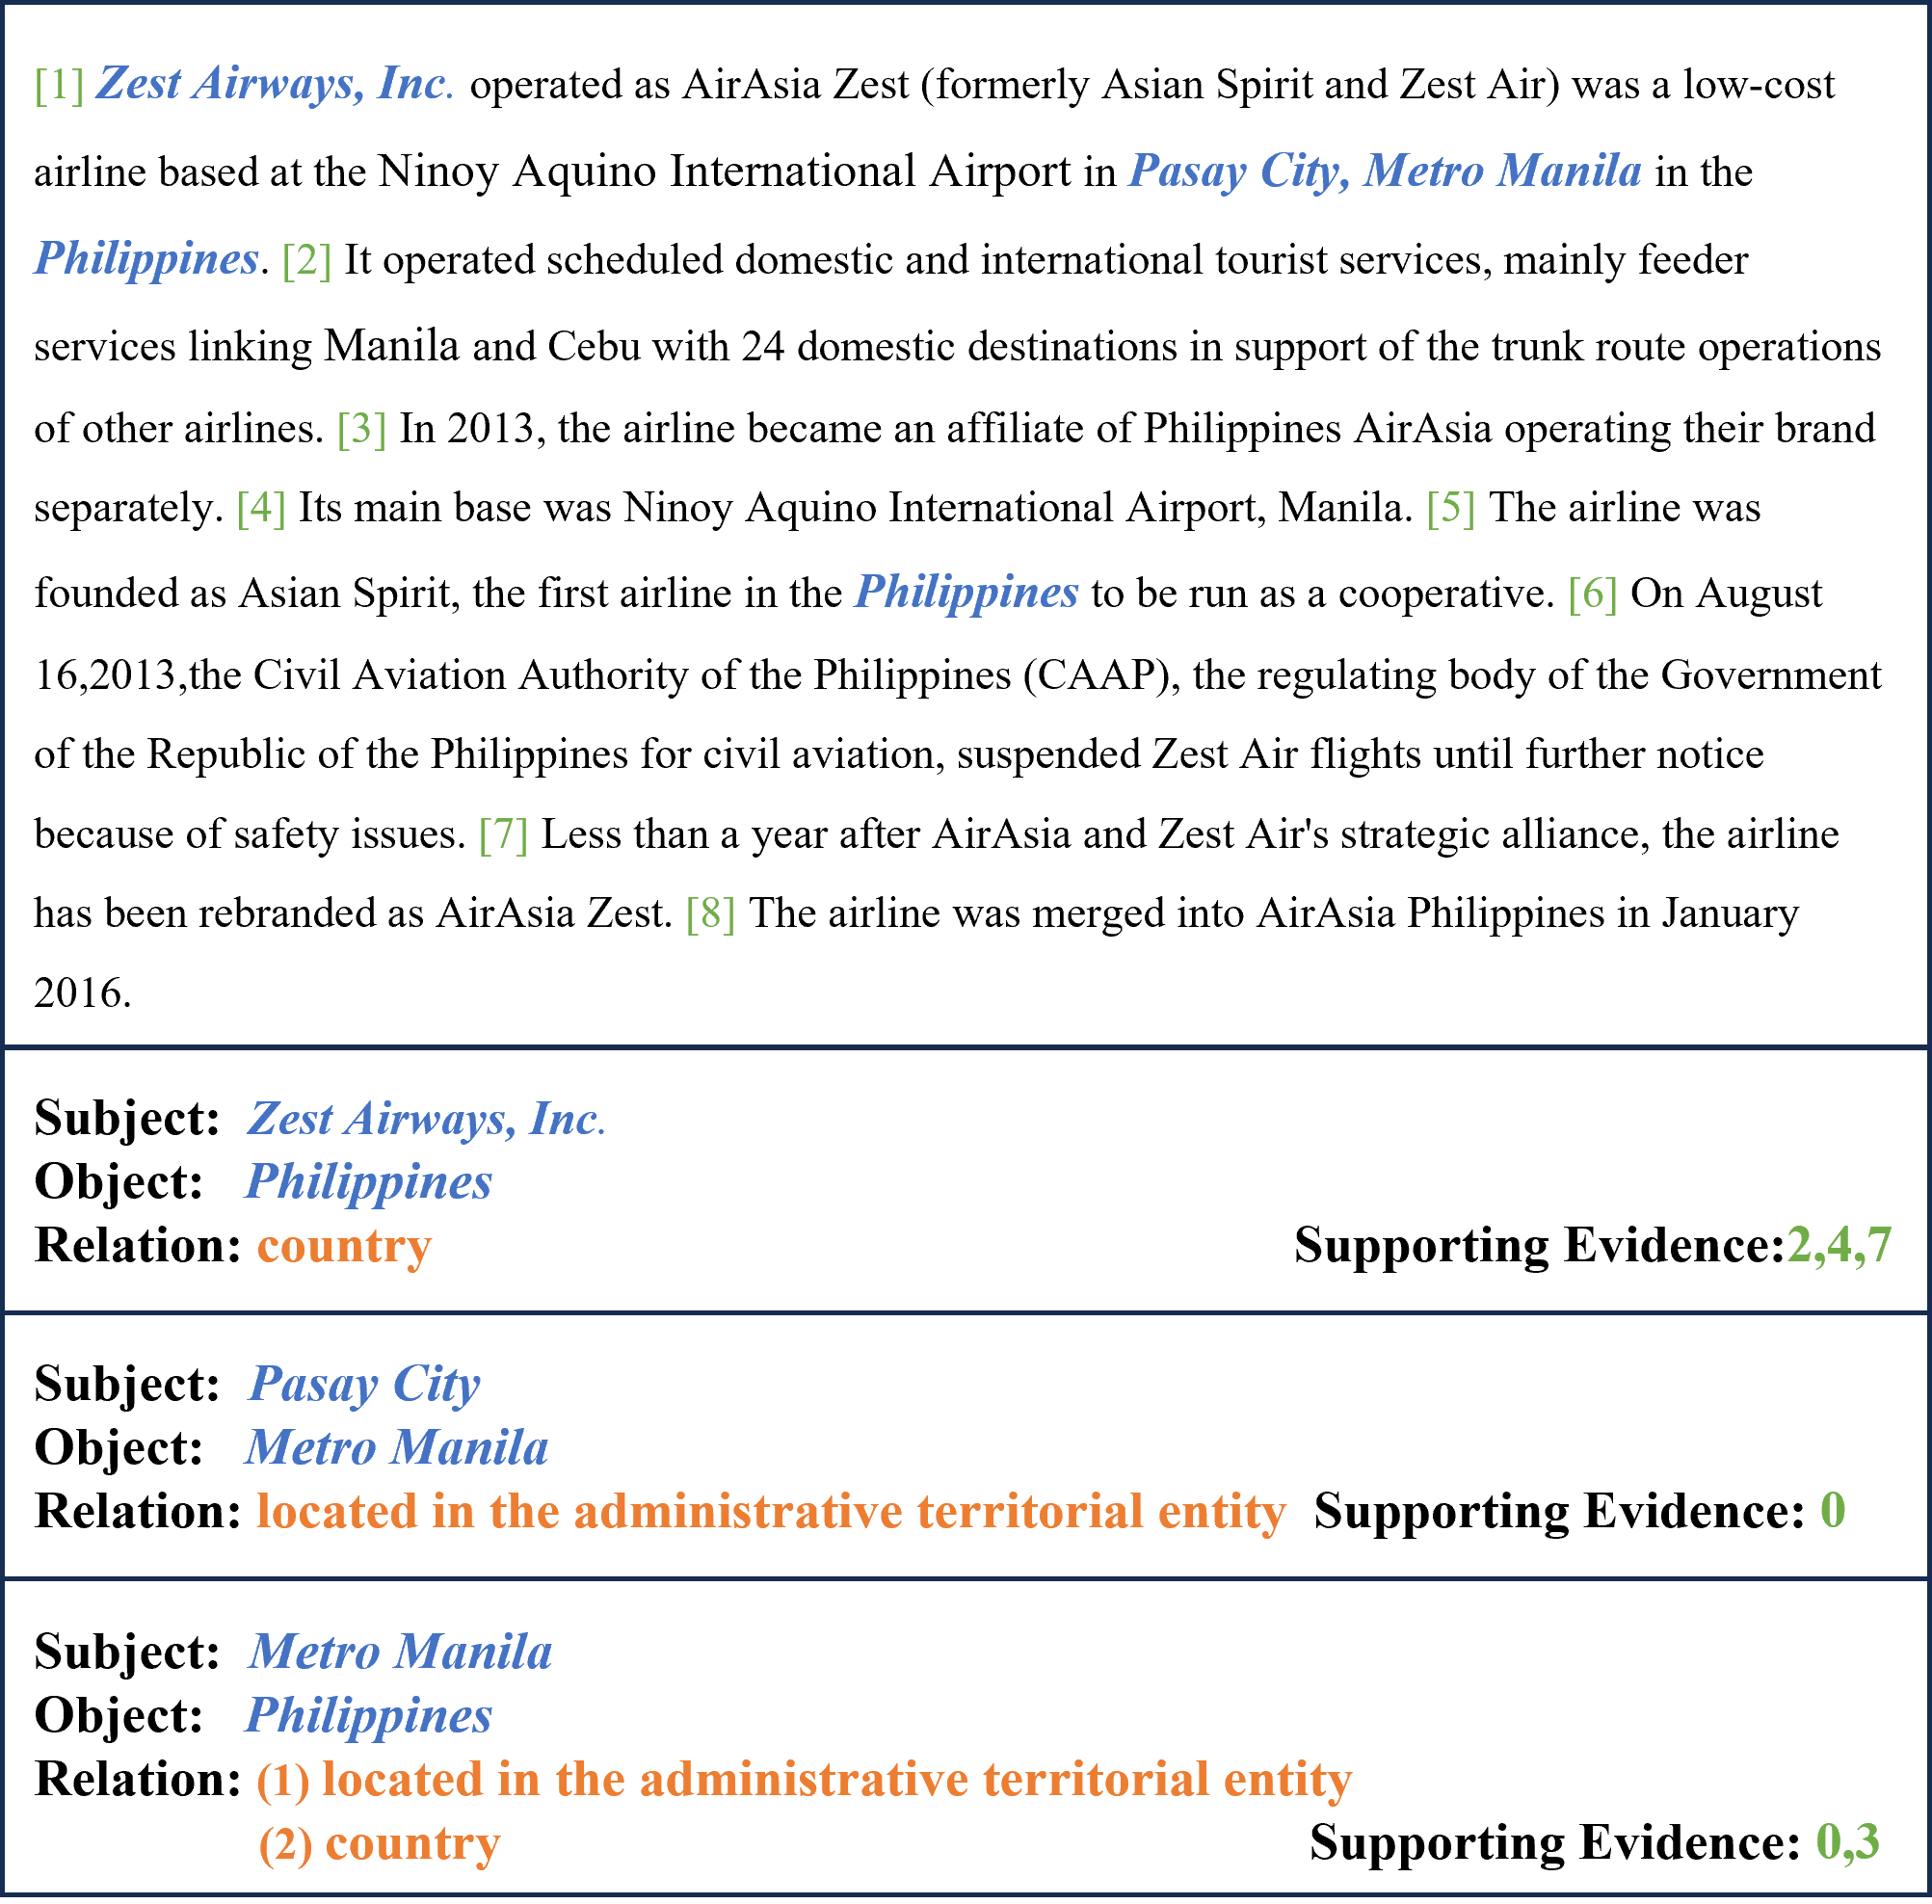 [1] Zest Airways, Inc. operated as AirAsia Zest (formerly Asian Spirit and Zest Air) was a low-cost
airline based at the Ninoy Aquino International Airport in Pasay City, Metro Manila in the
Philippines. [2] It operated scheduled domestic and international tourist services, mainly feeder
services linking Manila and Cebu with 24 domestic destinations in support of the trunk route operations
of other airlines. [3] In 2013, the airline became an affiliate of Philippines AirAsia operating their brand
separately. [4] Its main base was Ninoy Aquino International Airport, Manila. [5] The airline was
founded as Asian Spirit, the first airline in the Philippines to be run as a cooperative. [6] On August
16,2013,the Civil Aviation Authority of the Philippines (CAAP), the regulating body of the Government
of the Republic of the Philippines for civil aviation, suspended Zest Air flights until further notice
because of safety issues. [7] Less than a year after AirAsia and Zest Air's strategic alliance, the airline
has been rebranded as AirAsia Zest. [8] The airline was merged into AirAsia Philippines in January
2016.
Subject: Zest Airways, Inc.
Object: Philippines
Relation: country Supporting Evidence:2,4,7
Subject: Pasay City
Object: Metro Manila
Relation: located in the administrative territorial entity Supporting Evidence: 0
Subject: Metro Manila
Object: Philippines
Relation: (1) located in the administrative territorial entity
(2) country Supporting Evidence: 0,3